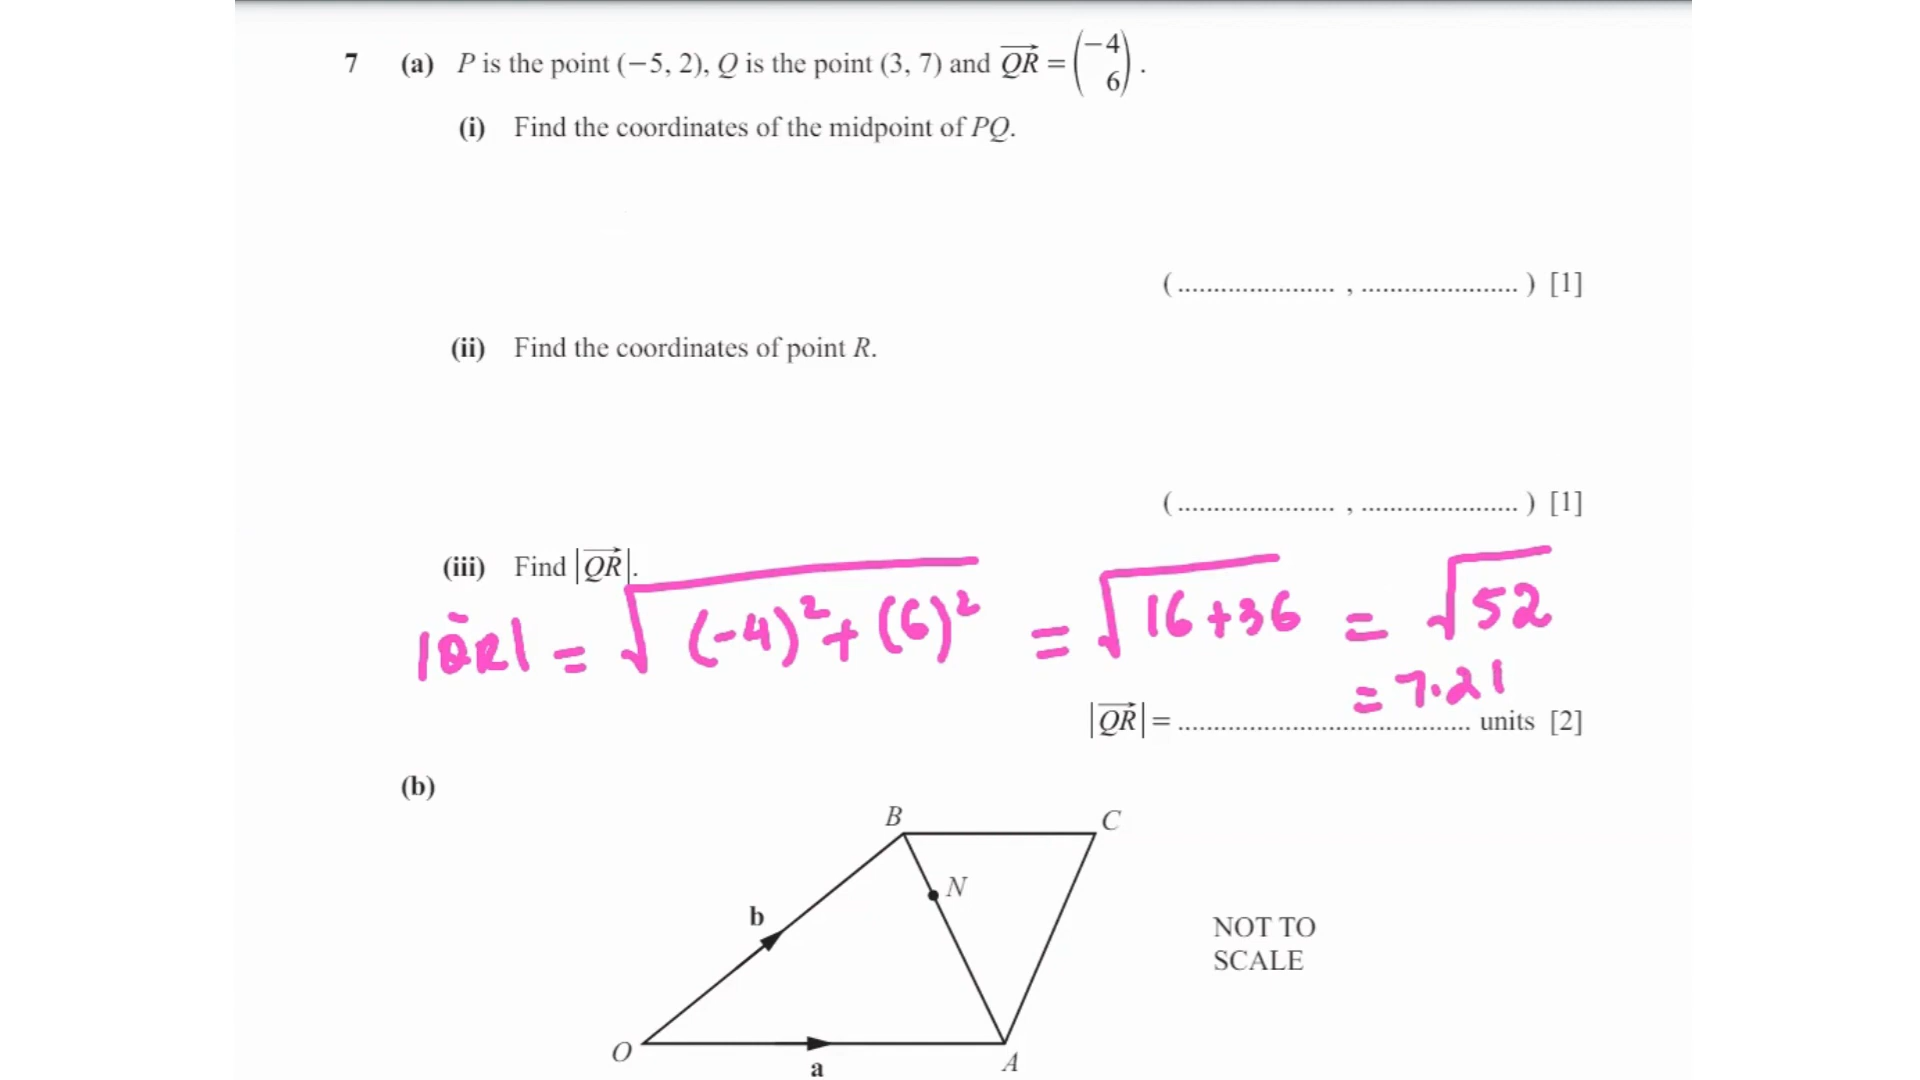 7 (a) P is the point (−5, 2), Q is the point (3, 7) and QR⃗ = (−4 6) .
(i) Find the coordinates of the midpoint of PQ.
( ...................... , ...................... ) [1]
(ii) Find the coordinates of point R.
( ...................... , ...................... ) [1]
(iii) Find |QR⃗|.
|QR| = √(-4)²+(6)² = √16+36 = √52
= 7.21
|QR⃗| = ......................................... units [2]
(b)
B C
N
b
NOT TO
SCALE
O A
a